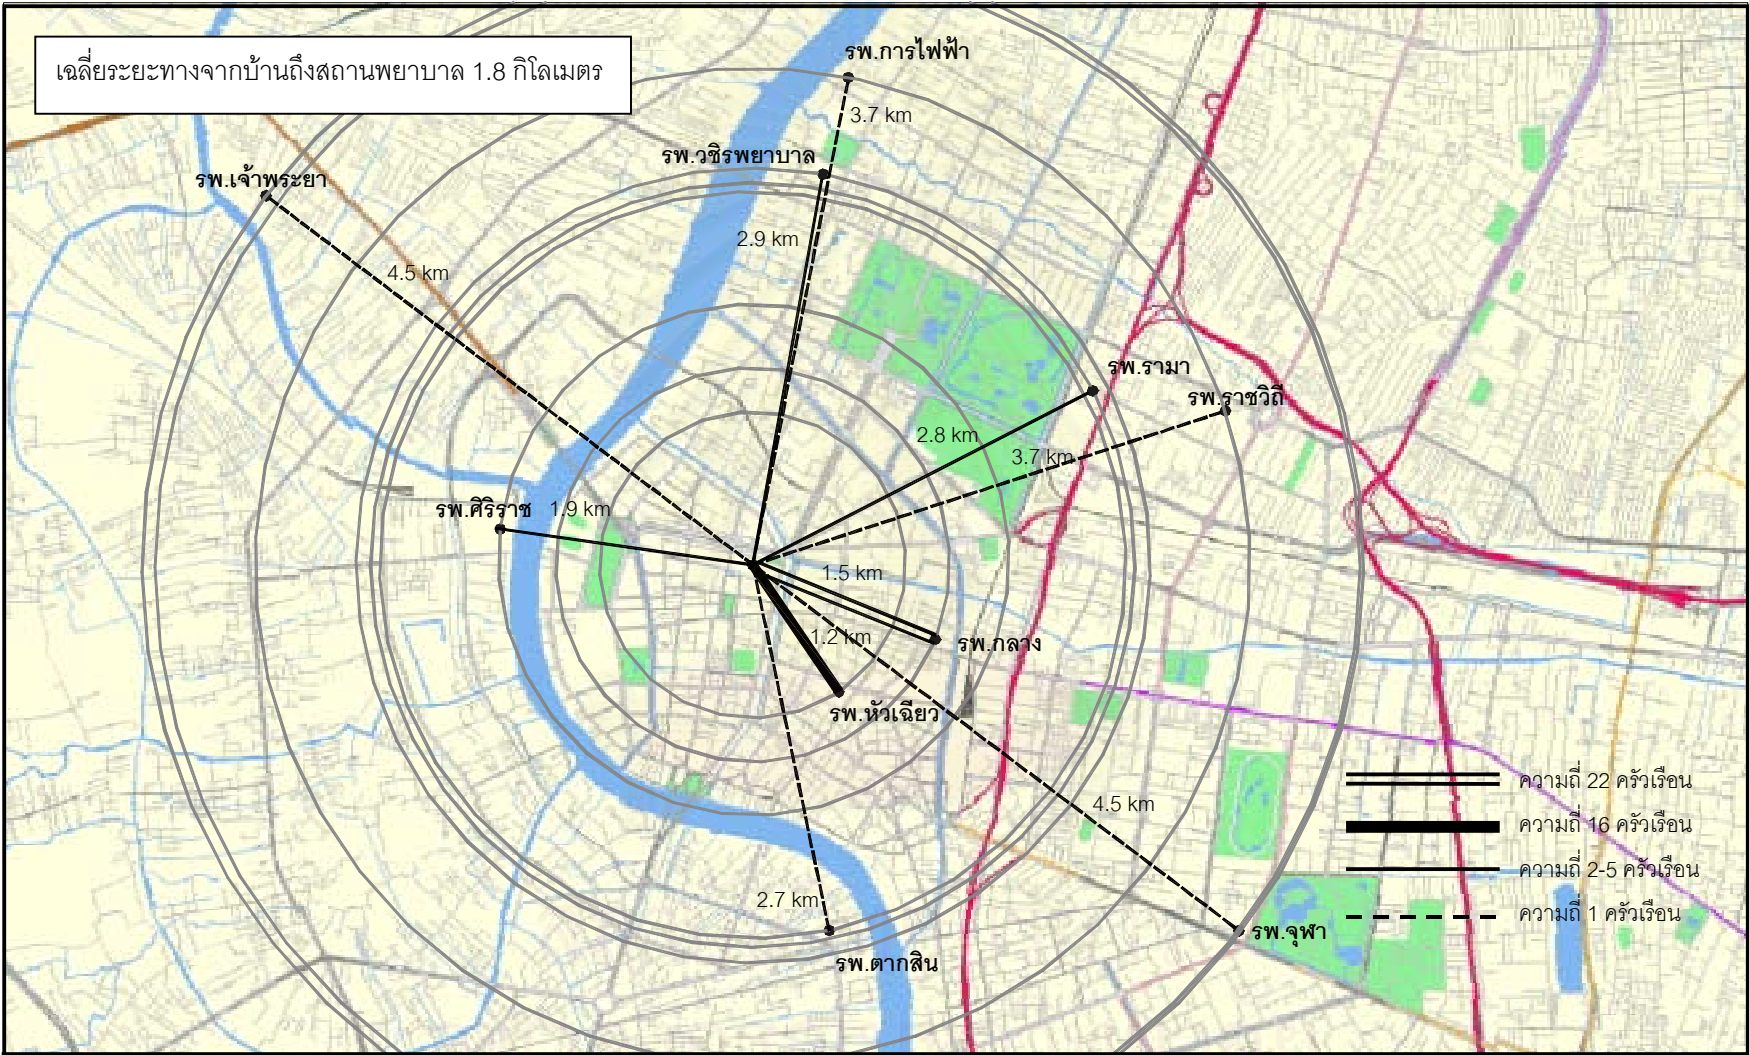 เฉลี่ยระยะทางจากบ้านถึงสถานพยาบาล 1.8 กิโลเมตร
รพ.การไฟฟ้า
3.7 km
รพ.วชิรพยาบาล
รพ.เจ้าพระยา
2.9 km
4.5 km
รพ.รามา
รพ.ราชวิถี
2.8 km
3.7 km
รพ.ศิริราช
1.9 km
1.5 km
1.2 km
รพ.กลาง
รพ.หัวเฉียว
4.5 km
2.7 km
รพ.จุฬา
รพ.ตากสิน
ความถี่ 22 ครัวเรือน
ความถี่ 16 ครัวเรือน
ความถี่ 2-5 ครัวเรือน
ความถี่ 1 ครัวเรือน